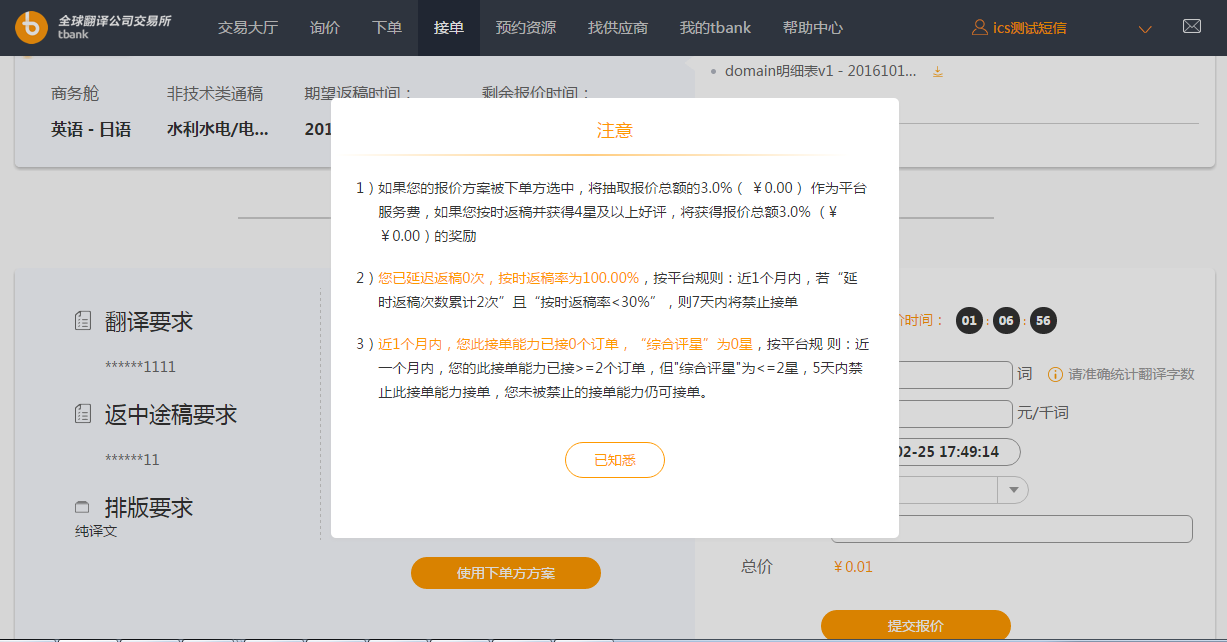 全球翻译公司交易所
tbank
交易大厅 询价 下单 接单 预约资源 找供应商 我的tbank 帮助中心
ics测试短信
domain明细表v1 - 2016101...
商务舱 非技术类通稿 期望返稿时间： 剩余报价时间：
英语 - 日语 水利水电/电... 201
注意
1）如果您的报价方案被下单方选中，将抽取报价总额的3.0%（ ￥0.00 ）作为平台
服务费，如果您按时返稿并获得4星及以上好评，将获得报价总额3.0% （￥
￥0.00 ）的奖励
2）您已延迟返稿0次，按时返稿率为100.00%，按平台规则：近1个月内，若“延
时返稿次数累计2次”且“按时返稿率<30%”，则7天内将禁止接单
3）近1个月内，您此接单能力已接0个订单，“综合评星”为0星，按平台规 则：近
一个月内，您的此接单能力已接>=2个订单，但"综合评星"为<=2星，5天内禁
止此接单能力接单，您未被禁止的接单能力仍可接单。
已知悉
翻译要求
******1111
返中途稿要求
******11
排版要求
纯译文
使用下单方方案
时间： 01 : 06 : 56
词 请准确统计翻译字数
元/千词
02-25 17:49:14
总价 ￥0.01
提交报价